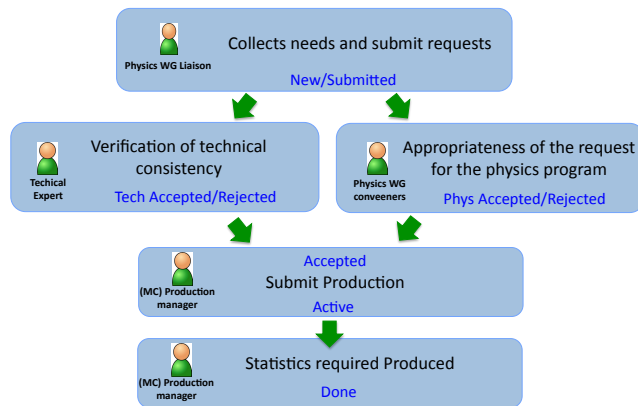 Collects needs and submit requests
Physics WG Liaison
New/Submitted
Verification of technical
consistency
Techical
Expert
Tech Accepted/Rejected
Appropriateness of the request
for the physics program
Physics WG
conveeners
Phys Accepted/Rejected
Accepted
Submit Production
(MC) Production
manager
Active
Statistics required Produced
(MC) Production
manager
Done